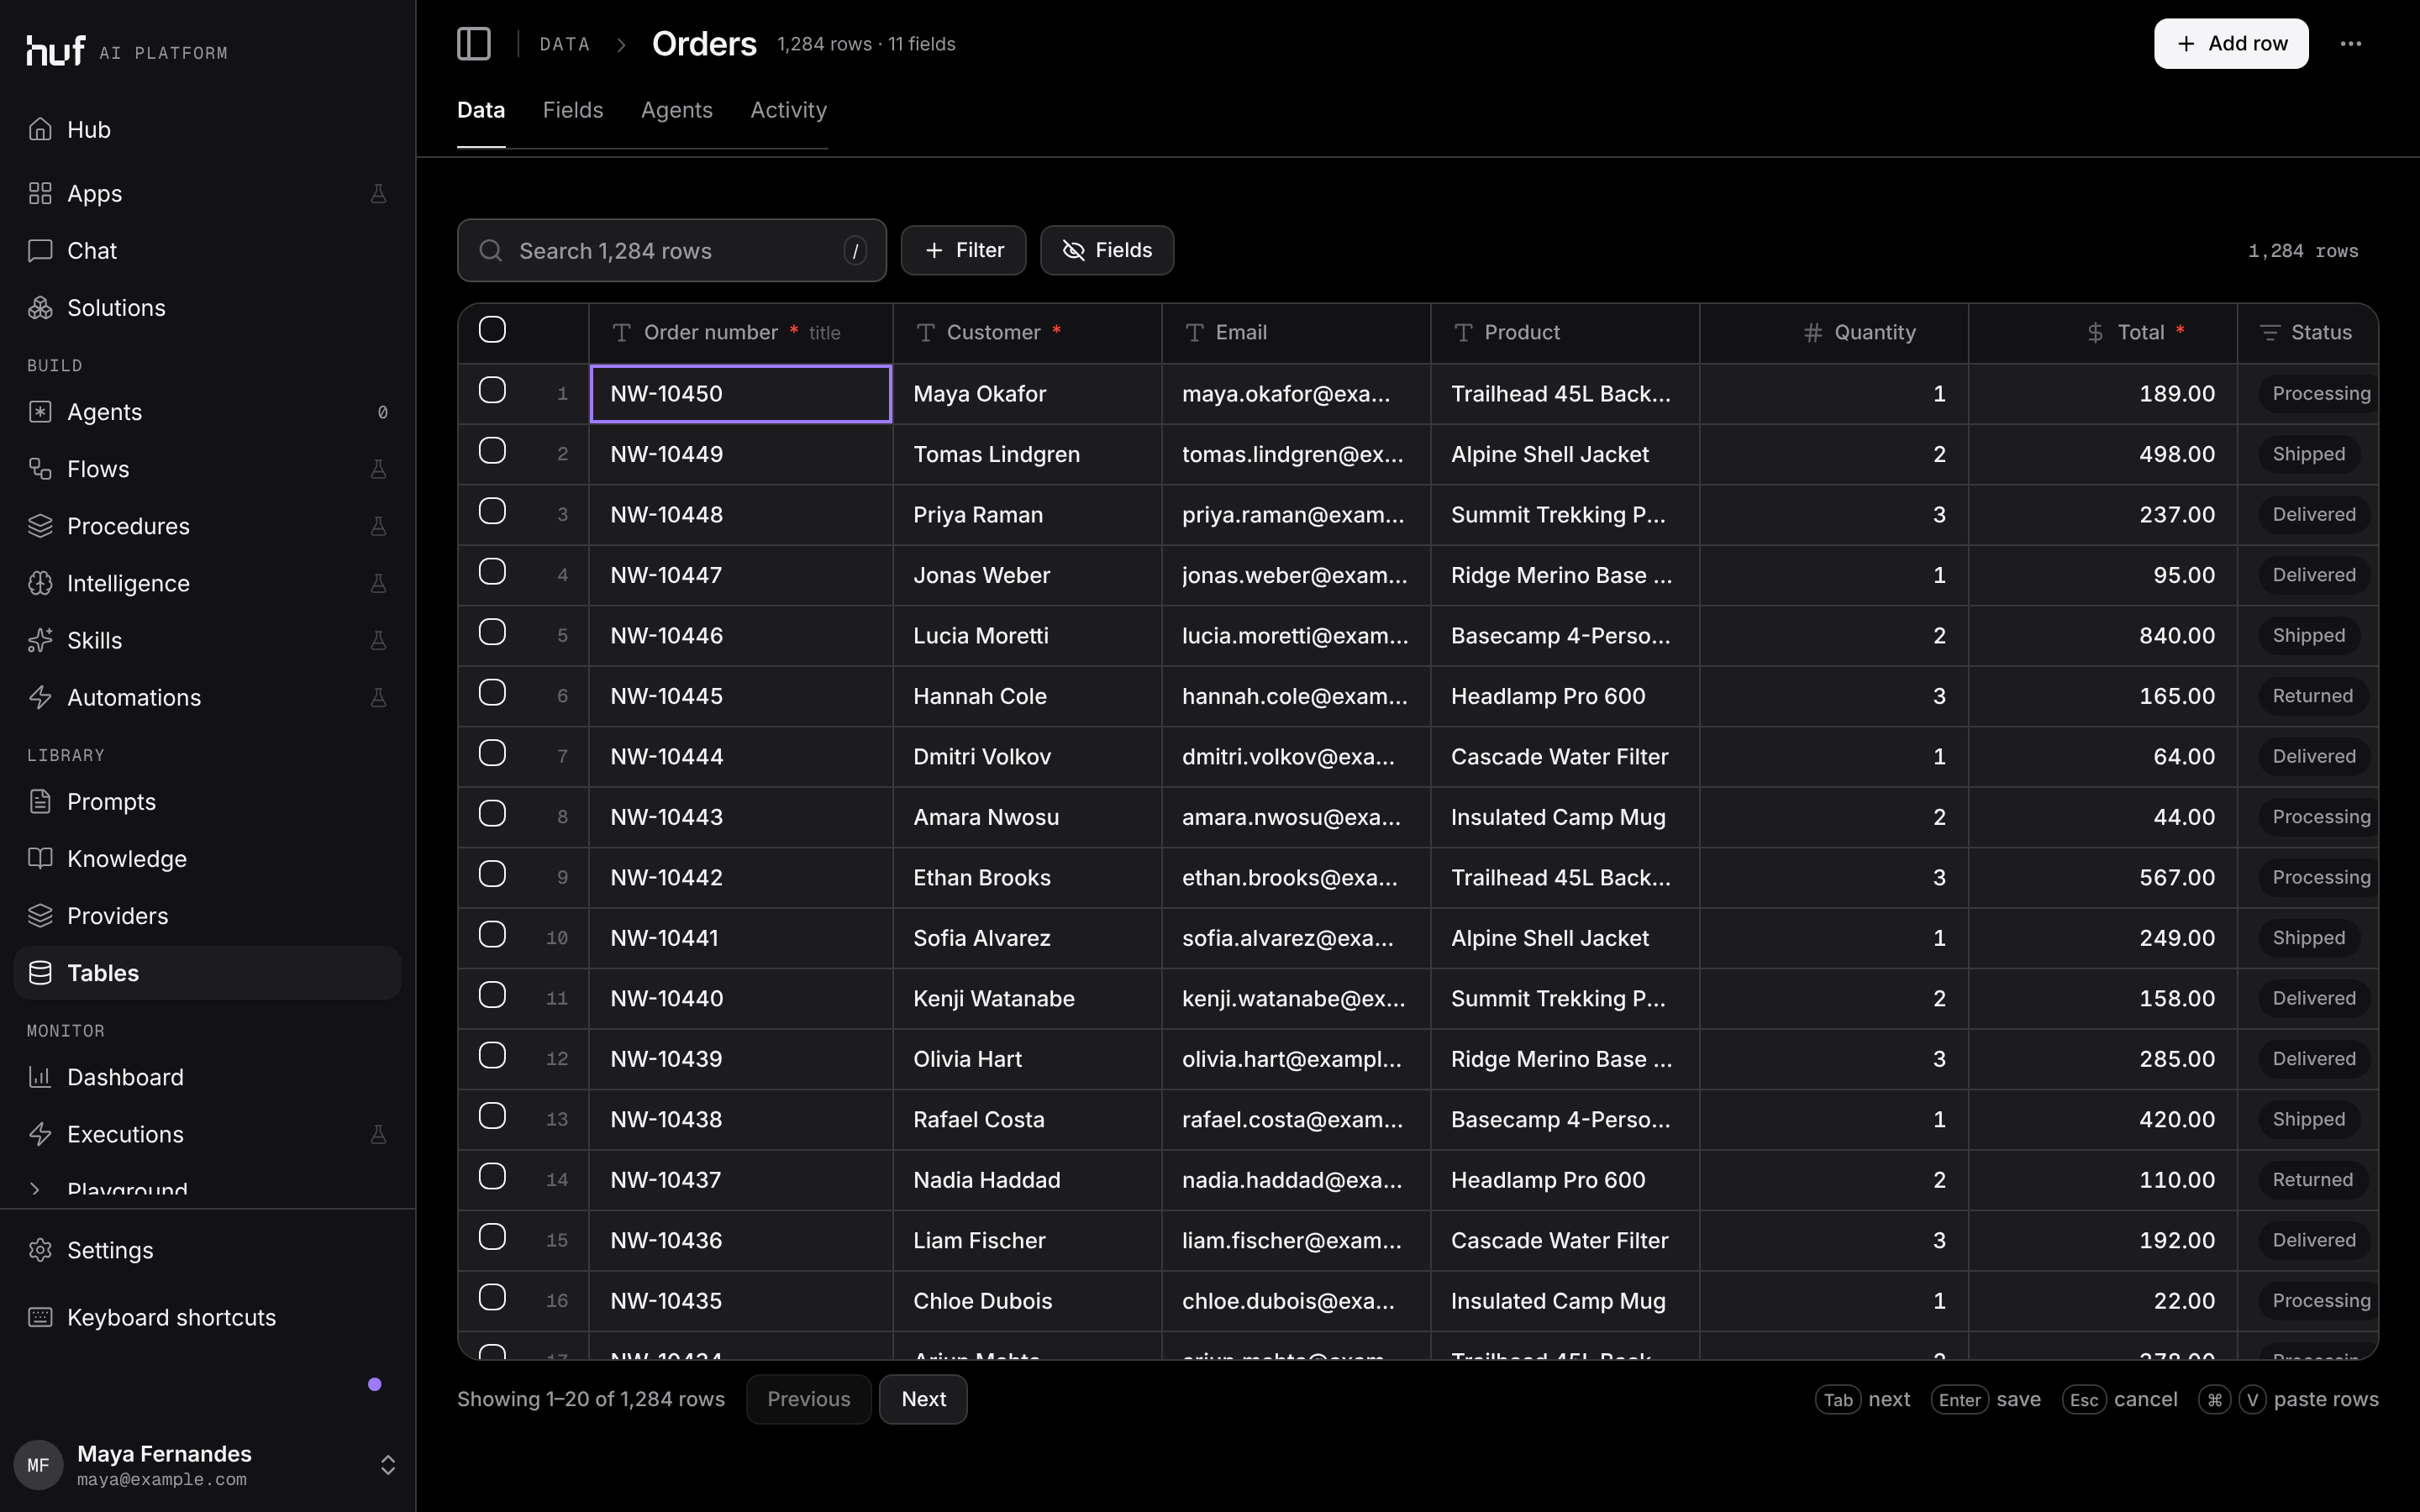 huf AI PLATFORM
Hub
Apps
Chat
Solutions
BUILD
Agents 0
Flows
Procedures
Intelligence
Skills
Automations
LIBRARY
Prompts
Knowledge
Providers
Tables
MONITOR
Dashboard
Executions
Playground
Settings
Keyboard shortcuts
MF Maya Fernandes
maya@example.com
DATA Orders 1,284 rows · 11 fields
+ Add row
Data Fields Agents Activity
Search 1,284 rows /
+ Filter
Fields
1,284 rows
Order number * title Customer * Email Product # Quantity $ Total * Status
1 NW-10450 Maya Okafor maya.okafor@exa... Trailhead 45L Back... 1 189.00 Processing
2 NW-10449 Tomas Lindgren tomas.lindgren@ex... Alpine Shell Jacket 2 498.00 Shipped
3 NW-10448 Priya Raman priya.raman@exam... Summit Trekking P... 3 237.00 Delivered
4 NW-10447 Jonas Weber jonas.weber@exam... Ridge Merino Base ... 1 95.00 Delivered
5 NW-10446 Lucia Moretti lucia.moretti@exam... Basecamp 4-Perso... 2 840.00 Shipped
6 NW-10445 Hannah Cole hannah.cole@exam... Headlamp Pro 600 3 165.00 Returned
7 NW-10444 Dmitri Volkov dmitri.volkov@exa... Cascade Water Filter 1 64.00 Delivered
8 NW-10443 Amara Nwosu amara.nwosu@exa... Insulated Camp Mug 2 44.00 Processing
9 NW-10442 Ethan Brooks ethan.brooks@exa... Trailhead 45L Back... 3 567.00 Processing
10 NW-10441 Sofia Alvarez sofia.alvarez@exa... Alpine Shell Jacket 1 249.00 Shipped
11 NW-10440 Kenji Watanabe kenji.watanabe@ex... Summit Trekking P... 2 158.00 Delivered
12 NW-10439 Olivia Hart olivia.hart@exampl... Ridge Merino Base ... 3 285.00 Delivered
13 NW-10438 Rafael Costa rafael.costa@exam... Basecamp 4-Perso... 1 420.00 Shipped
14 NW-10437 Nadia Haddad nadia.haddad@exa... Headlamp Pro 600 2 110.00 Returned
15 NW-10436 Liam Fischer liam.fischer@exam... Cascade Water Filter 3 192.00 Delivered
16 NW-10435 Chloe Dubois chloe.dubois@exa... Insulated Camp Mug 1 22.00 Processing
17 NW-10434
Showing 1–20 of 1,284 rows
Previous
Next
Tab next Enter save Esc cancel ⌘ V paste rows